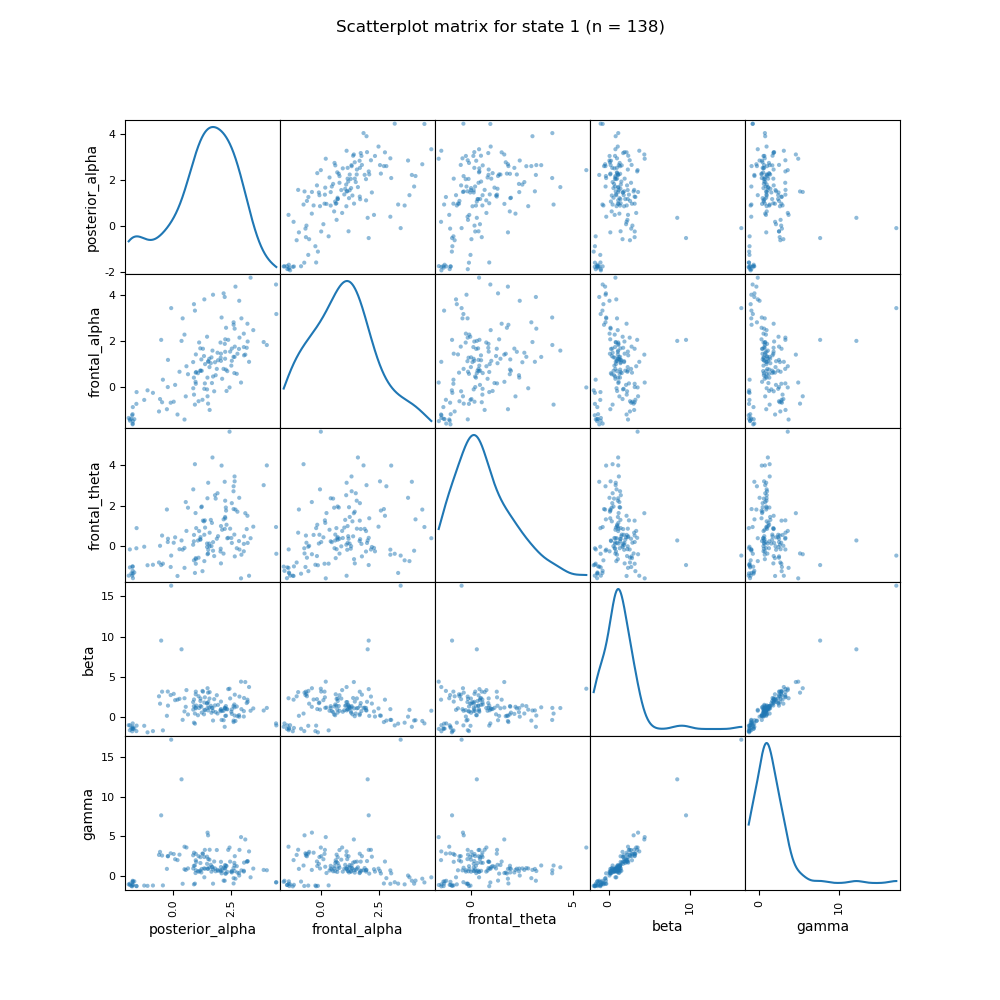 Scatterplot matrix for state 1 (n = 138)
posterior_alpha
4
2
0
-2
frontal_alpha
4
2
0
frontal_theta
4
2
0
beta
15
10
5
0
gamma
15
10
5
0
0.0 2.5 0.0 2.5 0 5 0 10 0 10
posterior_alpha frontal_alpha frontal_theta beta gamma